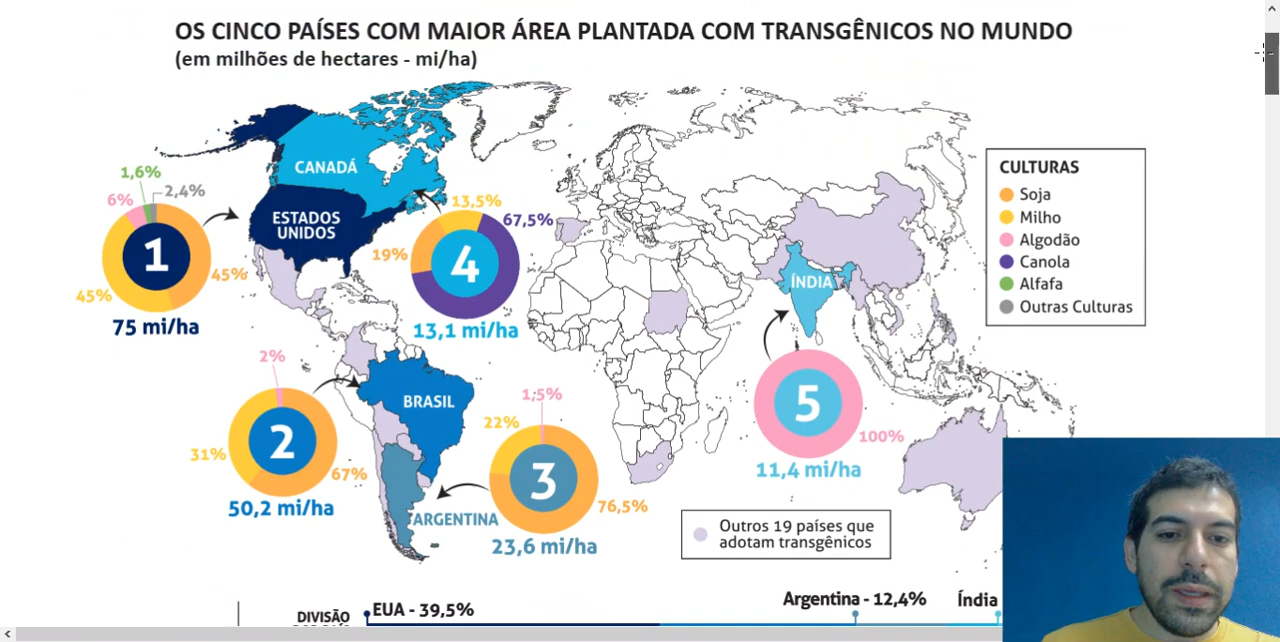 OS CINCO PAÍSES COM MAIOR ÁREA PLANTADA COM TRANSGÊNICOS NO MUNDO
(em milhões de hectares - mi/ha)
CANADÁ
ESTADOS
UNIDOS
1,6%
2,4%
6%
1
45%
45%
75 mi/ha
13,5%
67,5%
19%
4
13,1 mi/ha
CULTURAS
Soja
Milho
Algodão
Canola
Alfafa
Outras Culturas
ÍNDIA
BRASIL
2%
2
31%
67%
50,2 mi/ha
1,5%
22%
3
76,5%
ARGENTINA
23,6 mi/ha
5
100%
11,4 mi/ha
Outros 19 países que
adotam transgênicos
DIVISÃO
EUA - 39,5%
Argentina - 12,4%
Índia